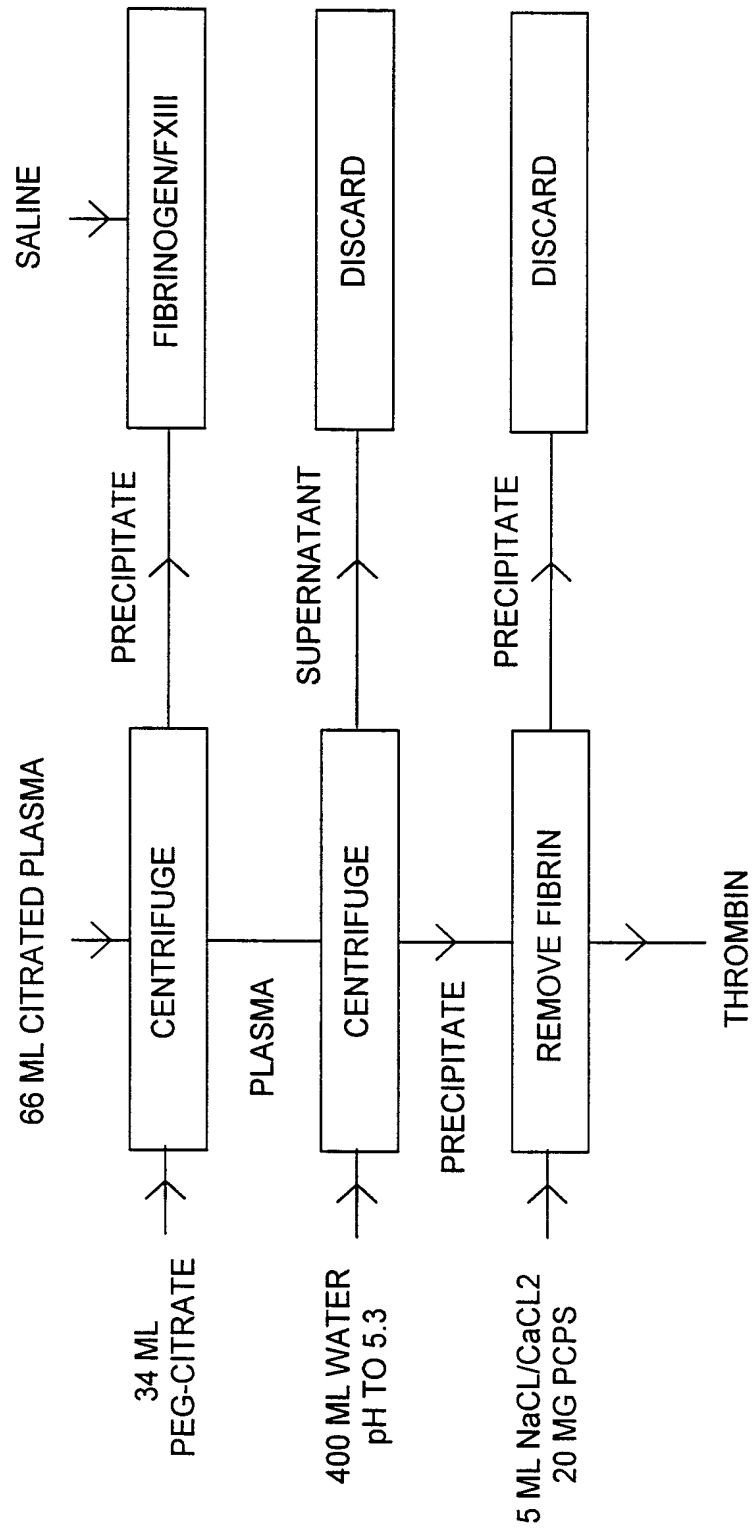 66 ML CITRATED PLASMA
SALINE
34 ML
PEG-CITRATE
CENTRIFUGE
PRECIPITATE
FIBRINOGEN/FXIII
PLASMA
400 ML WATER
pH TO 5.3
CENTRIFUGE
SUPERNATANT
DISCARD
PRECIPITATE
5 ML NaCL/CaCL2
20 MG PCPS
REMOVE FIBRIN
PRECIPITATE
DISCARD
THROMBIN